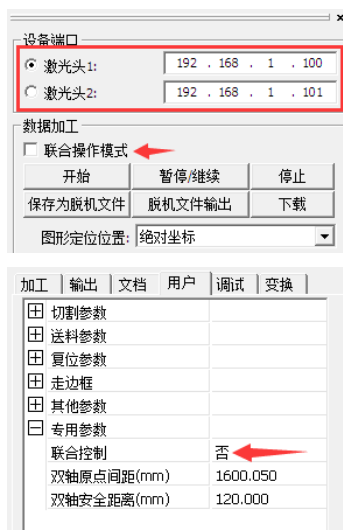 设备端口
激光头1: 192 . 168 . 1 . 100
激光头2: 192 . 168 . 1 . 101
数据加工
联合操作模式
开始 暂停/继续 停止
保存为脱机文件 脱机文件输出 下载
图形定位位置: 绝对坐标
加工 输出 文档 用户 调试 变换
切割参数
送料参数
复位参数
走边框
其他参数
专用参数
联合控制 否
双轴原点间距(mm) 1600.050
双轴安全距离(mm) 120.000